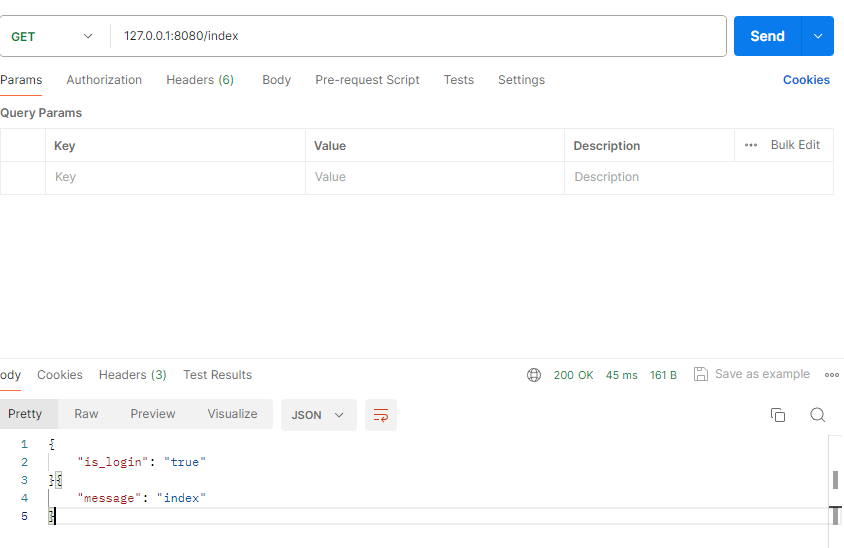 GET 127.0.0.1:8080/index Send
Params Authorization Headers (6) Body Pre-request Script Tests Settings Cookies
Query Params
Key Value Description Bulk Edit
Key Value Description
ody Cookies Headers (3) Test Results 200 OK 45 ms 161 B Save as example
Pretty Raw Preview Visualize JSON
1 {
2 "is_login": "true"
3 }{
4 "message": "index"
5 }